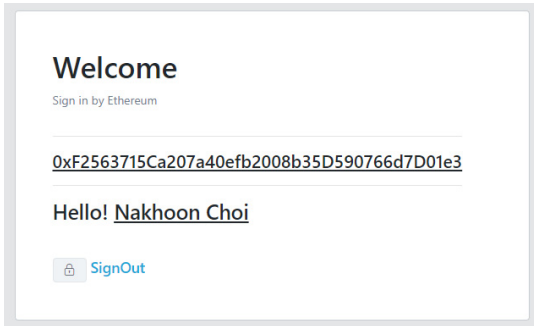 Welcome
Sign in by Ethereum
0xF2563715Ca207a40efb2008b35D590766d7D01e3
Hello! Nakhoon Choi
SignOut